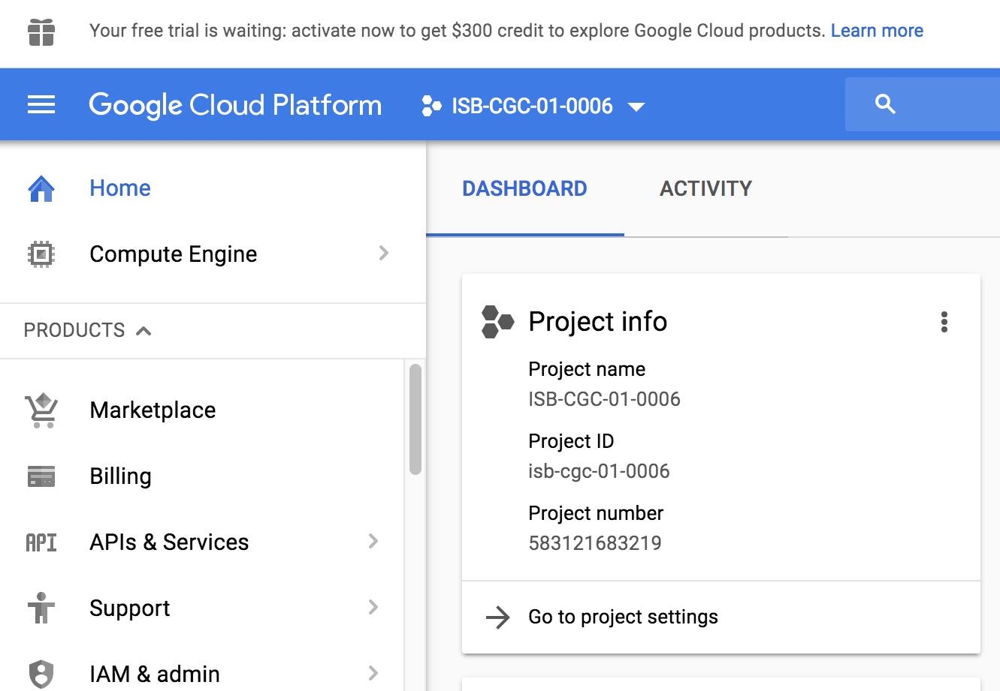 Your free trial is waiting: activate now to get $300 credit to explore Google Cloud products. Learn more
Google Cloud Platform
ISB-CGC-01-0006
Home
Compute Engine
PRODUCTS
Marketplace
Billing
API
APIs & Services
Support
IAM & admin
DASHBOARD
ACTIVITY
Project info
Project name
ISB-CGC-01-0006
Project ID
isb-cgc-01-0006
Project number
583121683219
Go to project settings